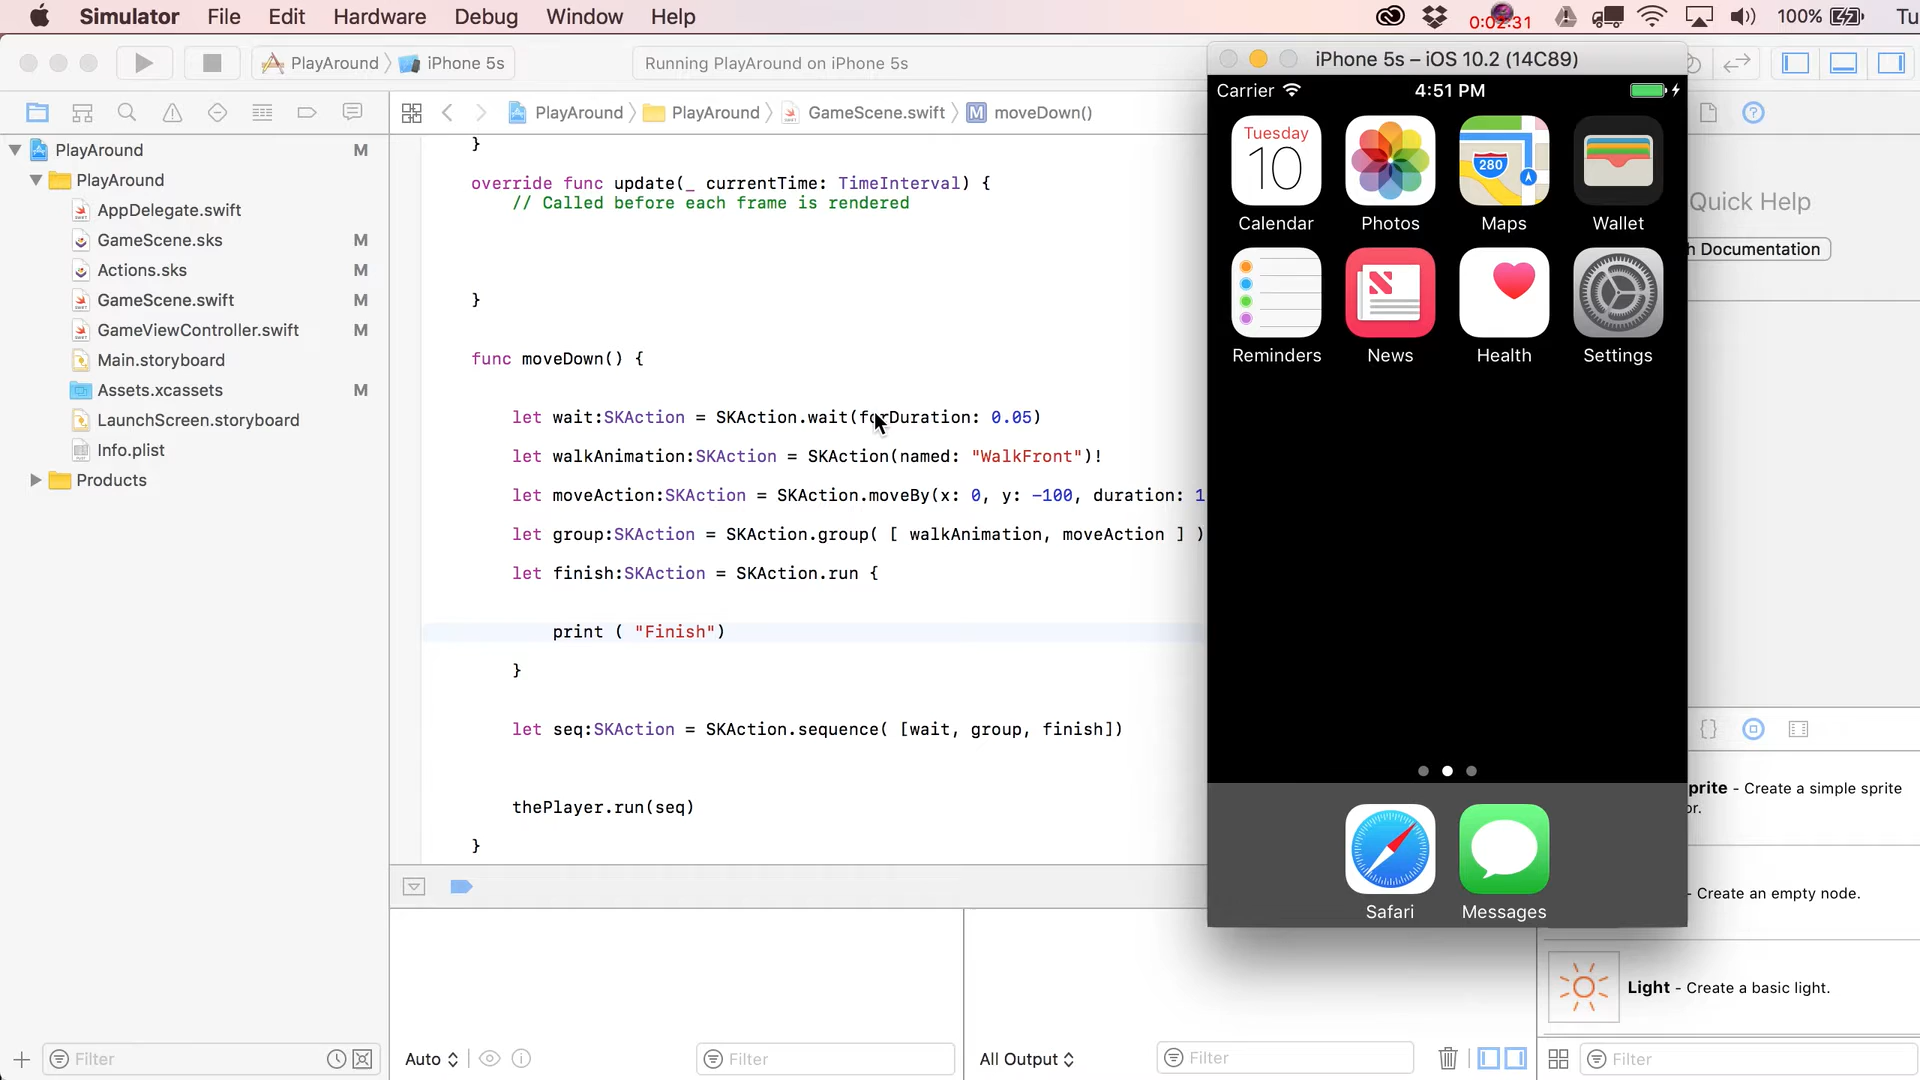 Simulator File Edit Handmade Debug Window Help
0:02:31 100% Tu
PlayAround iPhone 5s
Running PlayAround on iPhone 5s
PlayAround PlayAround GameScene.swift M moveDown()
PlayAround M
PlayAround
AppDelegate.swift
GameScene.sks M
Actions.sks M
GameScene.swift M
GameViewController.swift M
Main.storyboard
Assets.xcassets M
LaunchScreen.storyboard
Info.plist
Products
}
override func update(_ currentTime: TimeInterval) {
// Called before each frame is rendered
}
func moveDown() {
let wait:SKAction = SKAction.wait(forDuration: 0.05)
let walkAnimation:SKAction = SKAction(named: "WalkFront")!
let moveAction:SKAction = SKAction.moveBy(x: 0, y: -100, duration: 1
let group:SKAction = SKAction.group( [ walkAnimation, moveAction ] )
let finish:SKAction = SKAction.run {
print ( "Finish")
}
let seq:SKAction = SKAction.sequence( [wait, group, finish])
thePlayer.run(seq)
}
iPhone 5s – iOS 10.2 (14C89)
Carrier 4:51 PM
Tuesday
10
280
Calendar Photos Maps Wallet
Reminders News Health Settings
Safari Messages
Quick Help
h Documentation
{}
prite - Create a simple sprite
or.
- Create an empty node.
Light - Create a basic light.
Filter
Auto
Filter
All Output
Filter
Filter